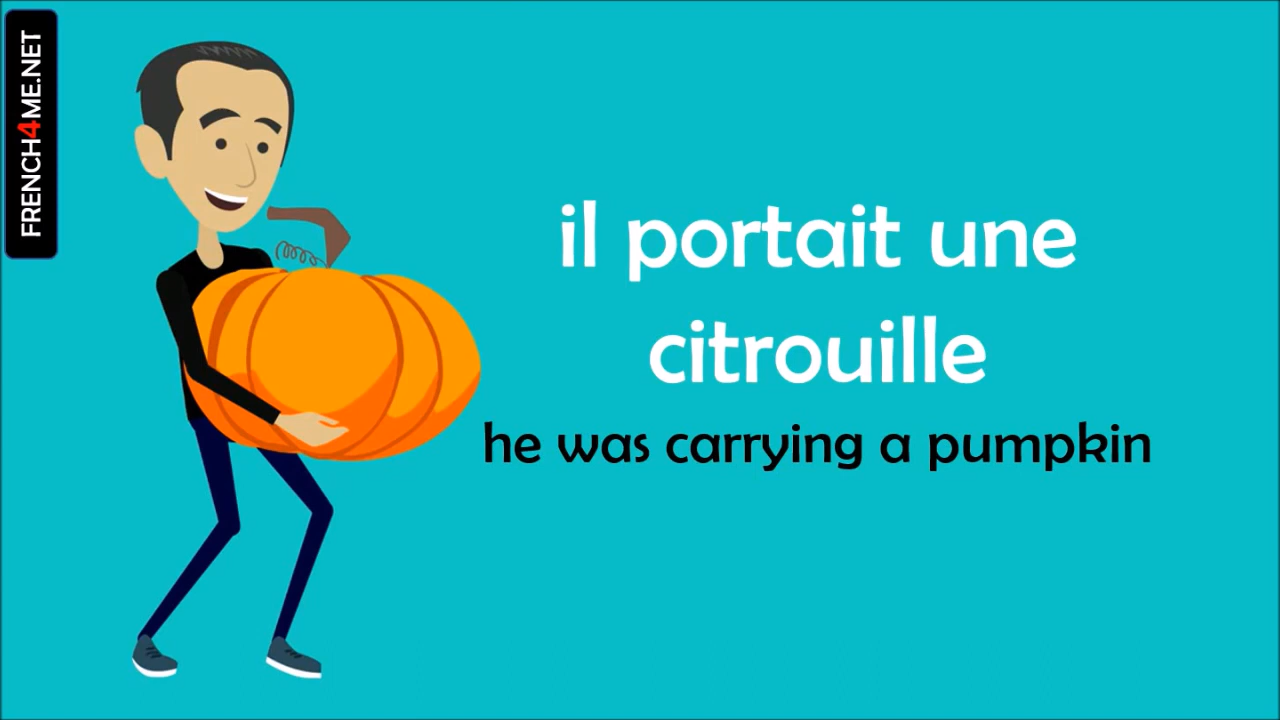 FRENCH4ME.NET
il portait une
citrouille
he was carrying a pumpkin